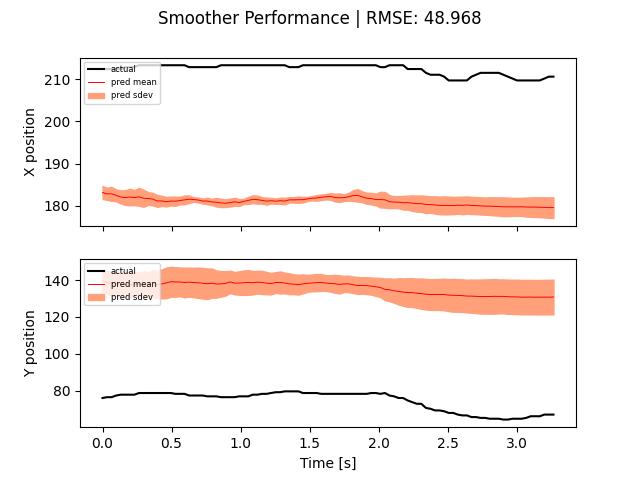 Smoother Performance | RMSE: 48.968
actual
pred mean
pred sdev
X position
210
200
190
180
actual
pred mean
pred sdev
Y position
140
120
100
80
0.0 0.5 1.0 1.5 2.0 2.5 3.0
Time [s]